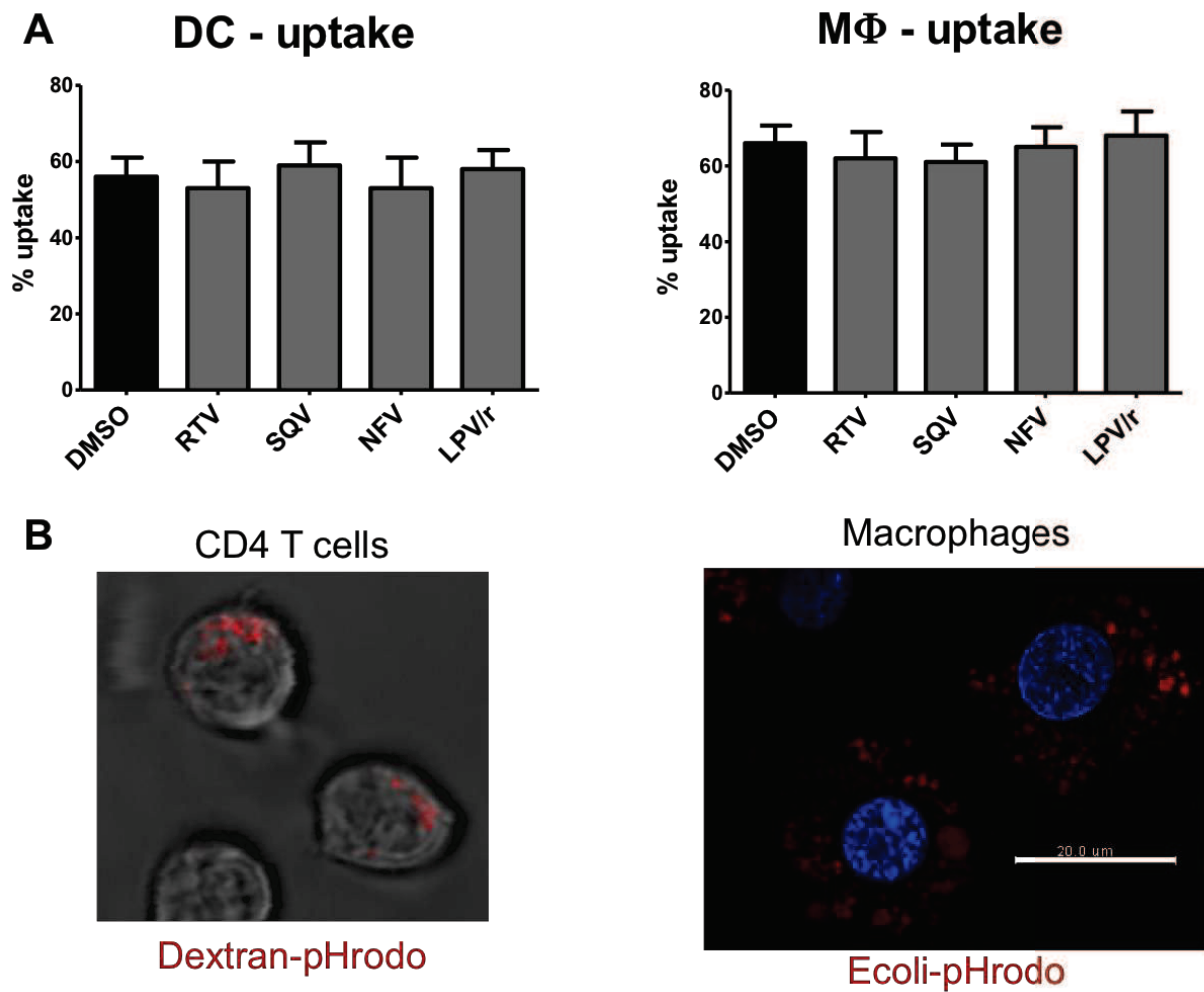 A
DC - uptake
MΦ - uptake
80
60
40
20
0
% uptake
DMSO
RTV
SQV
NFV
LPV/r
80
60
40
20
0
% uptake
DMSO
RTV
SQV
NFV
LPV/r
B
CD4 T cells
Macrophages
20.0 um
Dextran-pHrodo
Ecoli-pHrodo